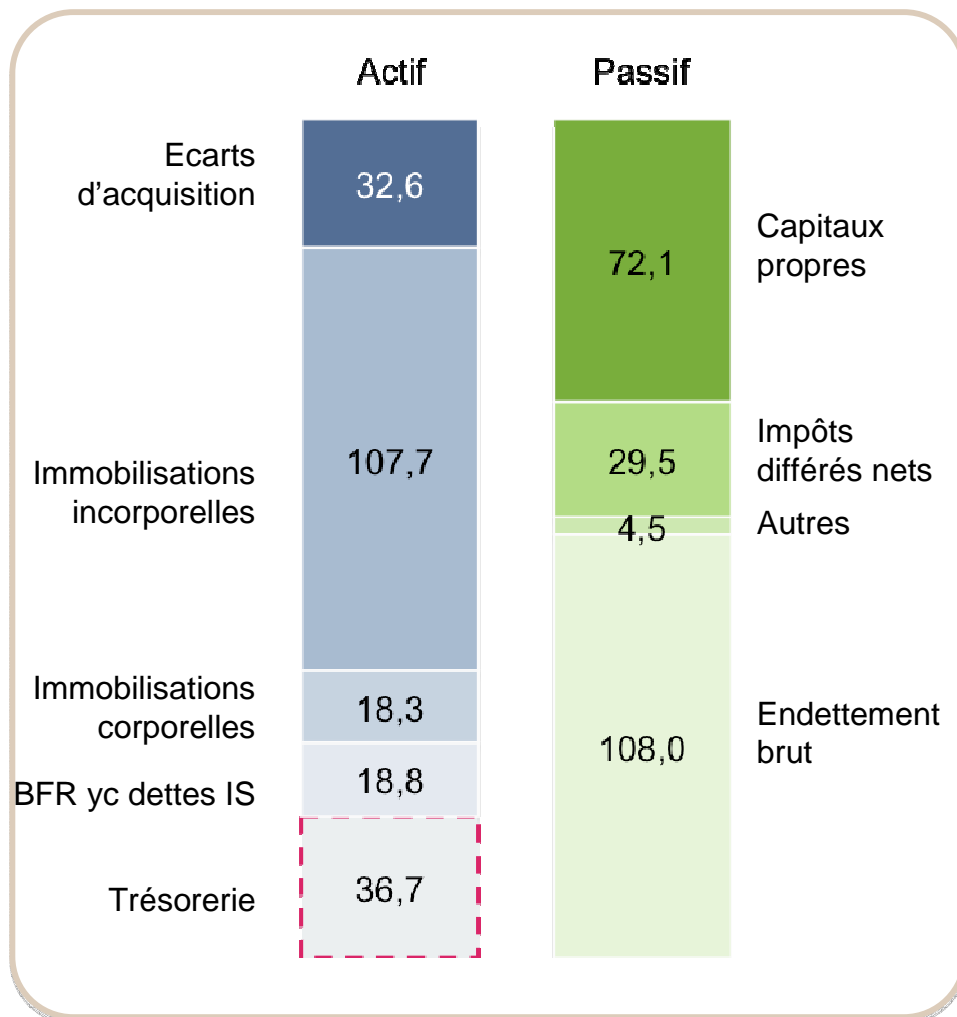 Actif
Passif
Ecarts
d’acquisition
32,6
72,1
Capitaux
propres
Immobilisations
incorporelles
107,7
29,5
Impôts
différés nets
4,5
Autres
Immobilisations
corporelles
18,3
108,0
Endettement
brut
BFR yc dettes IS
18,8
Trésorerie
36,7